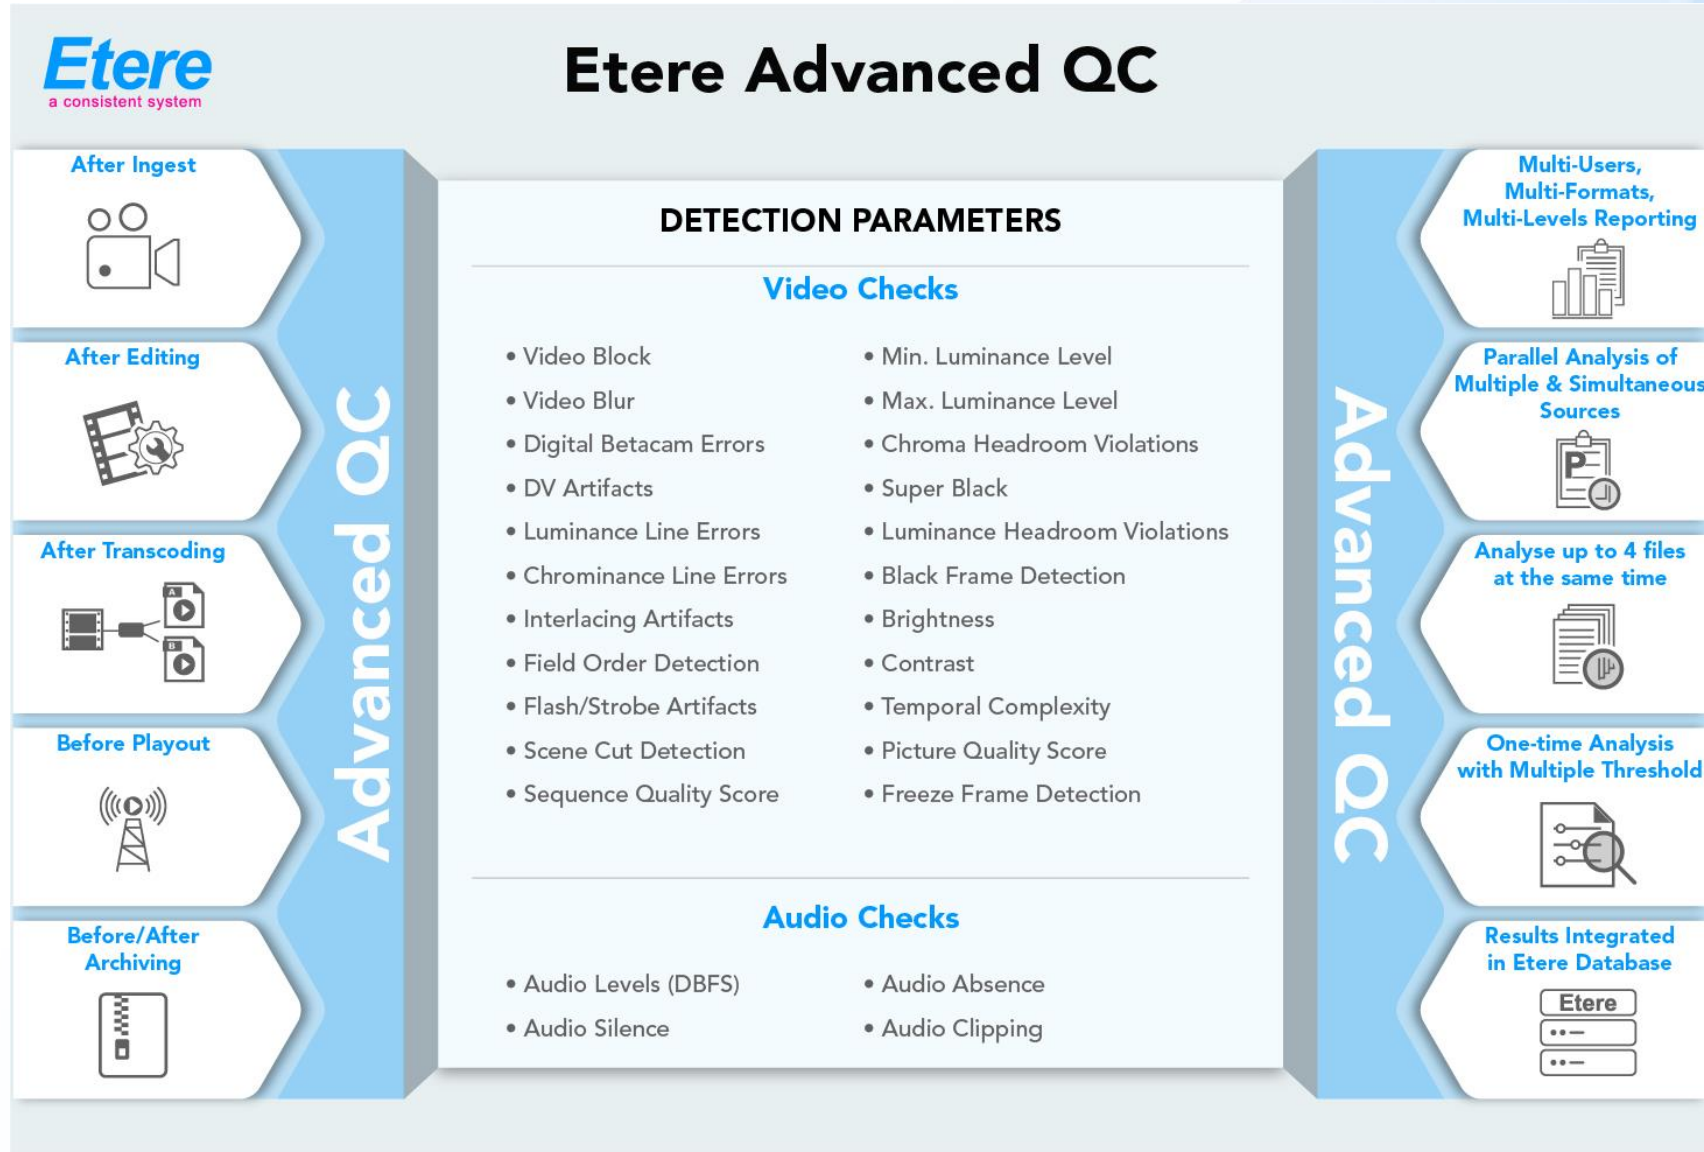 Etere
a consistent system
Etere Advanced QC
After Ingest
After Editing
After Transcoding
A
B
Before Playout
Before/After
Archiving
Advanced QC
DETECTION PARAMETERS
Video Checks
• Video Block
• Video Blur
• Digital Betacam Errors
• DV Artifacts
• Luminance Line Errors
• Chrominance Line Errors
• Interlacing Artifacts
• Field Order Detection
• Flash/Strobe Artifacts
• Scene Cut Detection
• Sequence Quality Score
• Min. Luminance Level
• Max. Luminance Level
• Chroma Headroom Violations
• Super Black
• Luminance Headroom Violations
• Black Frame Detection
• Brightness
• Contrast
• Temporal Complexity
• Picture Quality Score
• Freeze Frame Detection
Audio Checks
• Audio Levels (DBFS)
• Audio Silence
• Audio Absence
• Audio Clipping
Advanced QC
Multi-Users,
Multi-Formats,
Multi-Levels Reporting
Parallel Analysis of
Multiple & Simultaneous
Sources
P
Analyse up to 4 files
at the same time
One-time Analysis
with Multiple Threshold
Results Integrated
in Etere Database
Etere